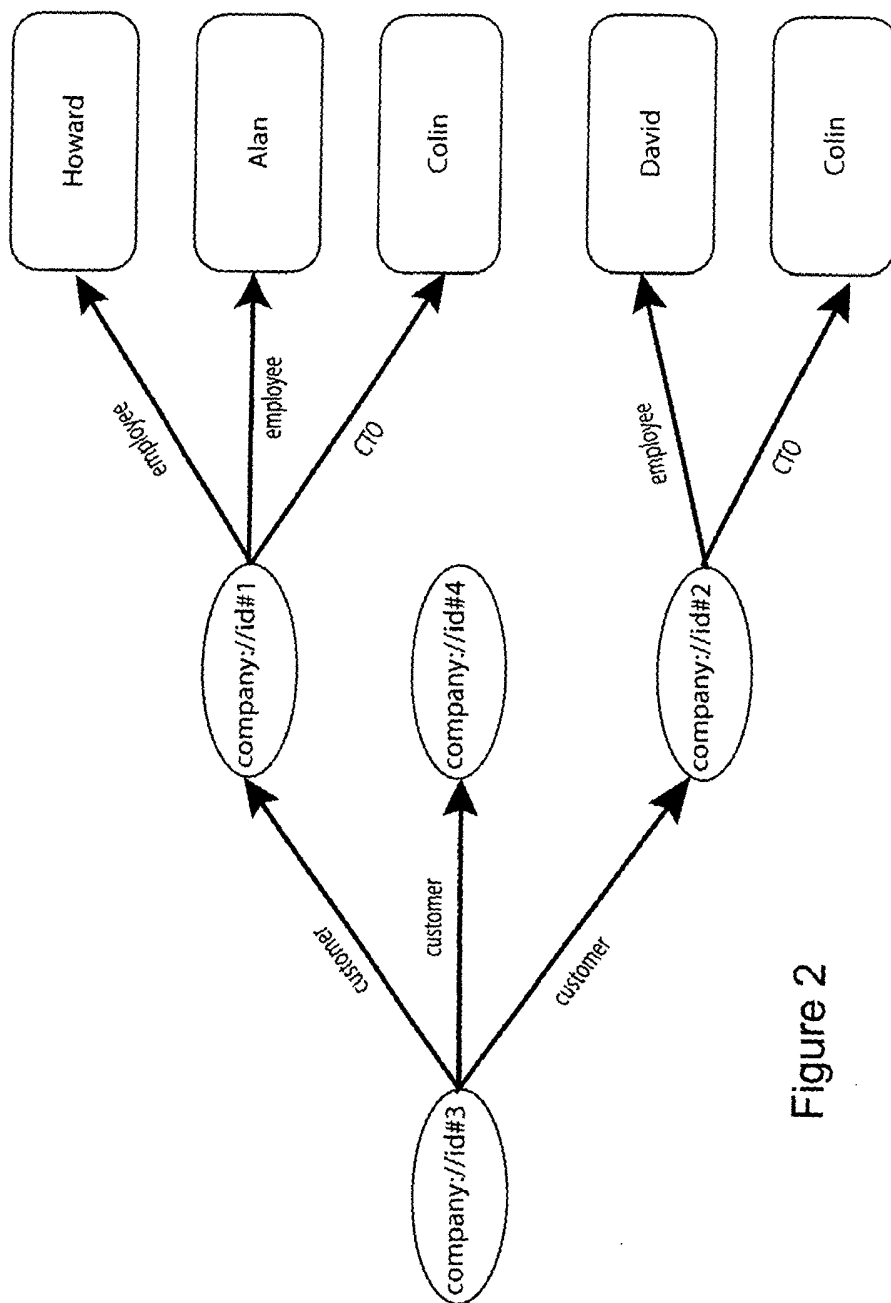 Howard
Alan
Colin
David
Colin
employee
employee
CTO
employee
CTO
company://id#1
company://id#4
company://id#2
customer
customer
customer
company://id#3
Figure 2